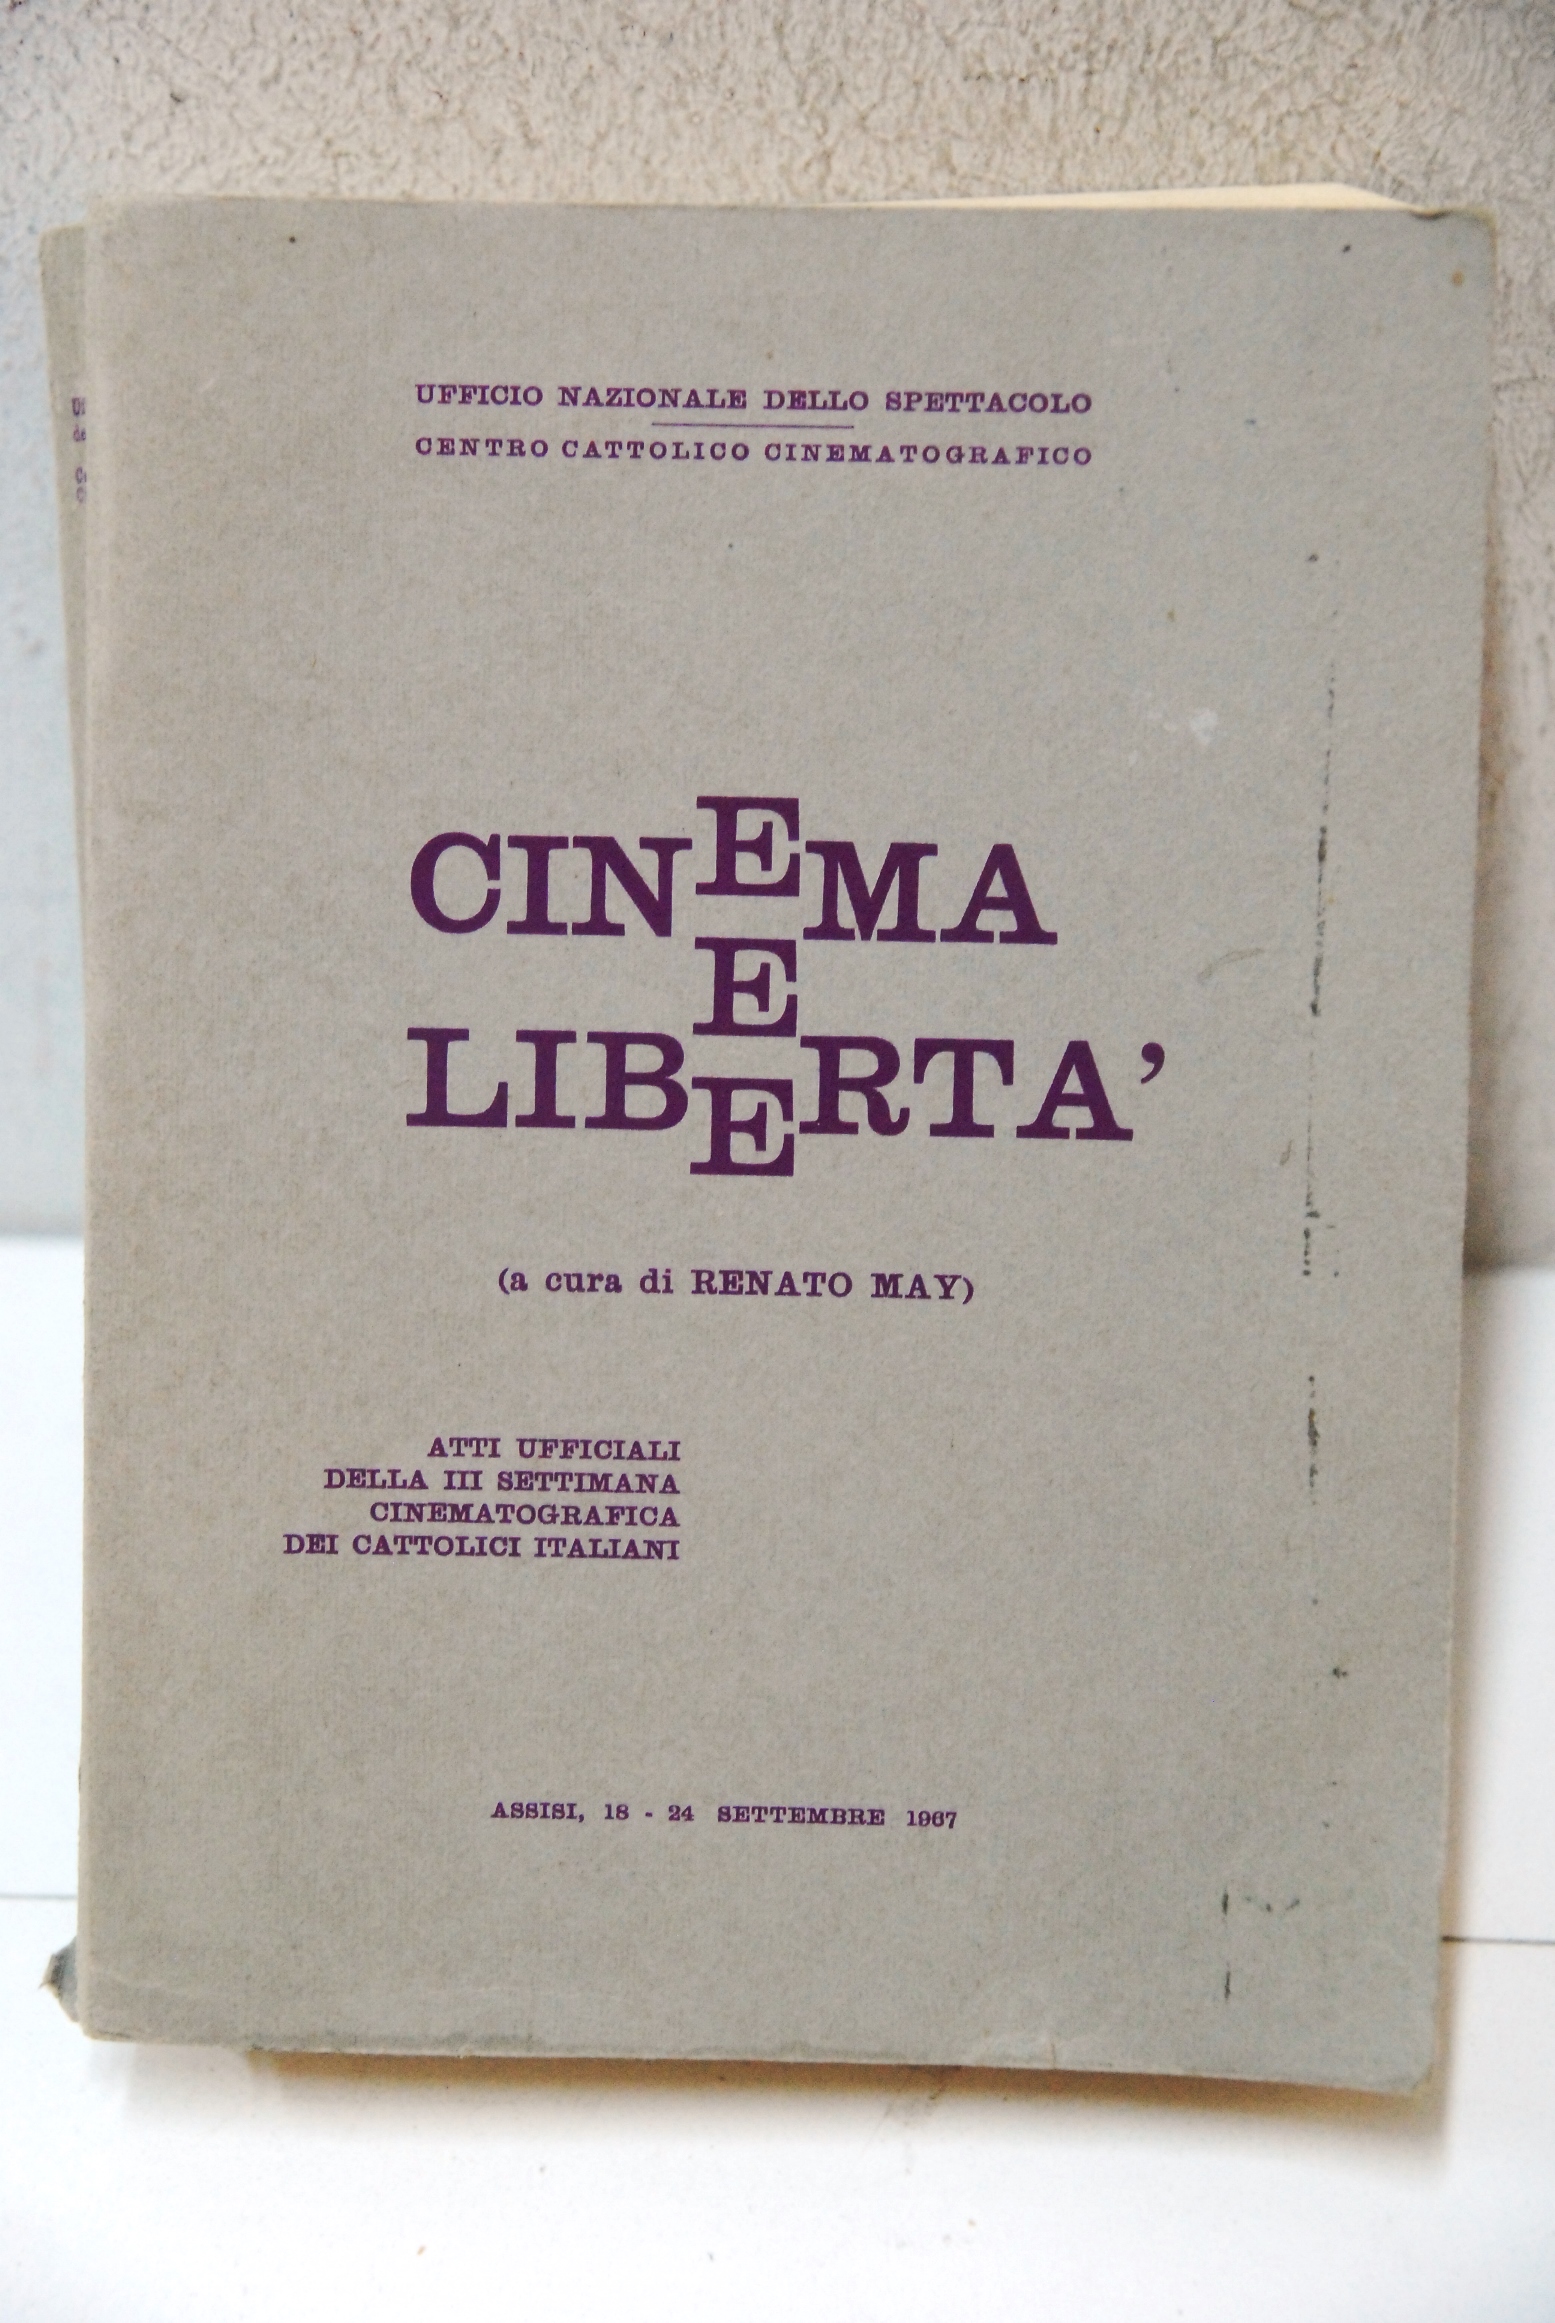 UFFICIO NAZIONALE DELLO SPETTACOLO
CENTRO CATTOLICO CINEMATOGRAFICO
CINEMA
E
LIBERTA'
(a cura di RENATO MAY)
ATTI UFFICIALI
DELLA III SETTIMANA
CINEMATOGRAFICA
DEI CATTOLICI ITALIANI
ASSISI, 18 - 24 SETTEMBRE 1967